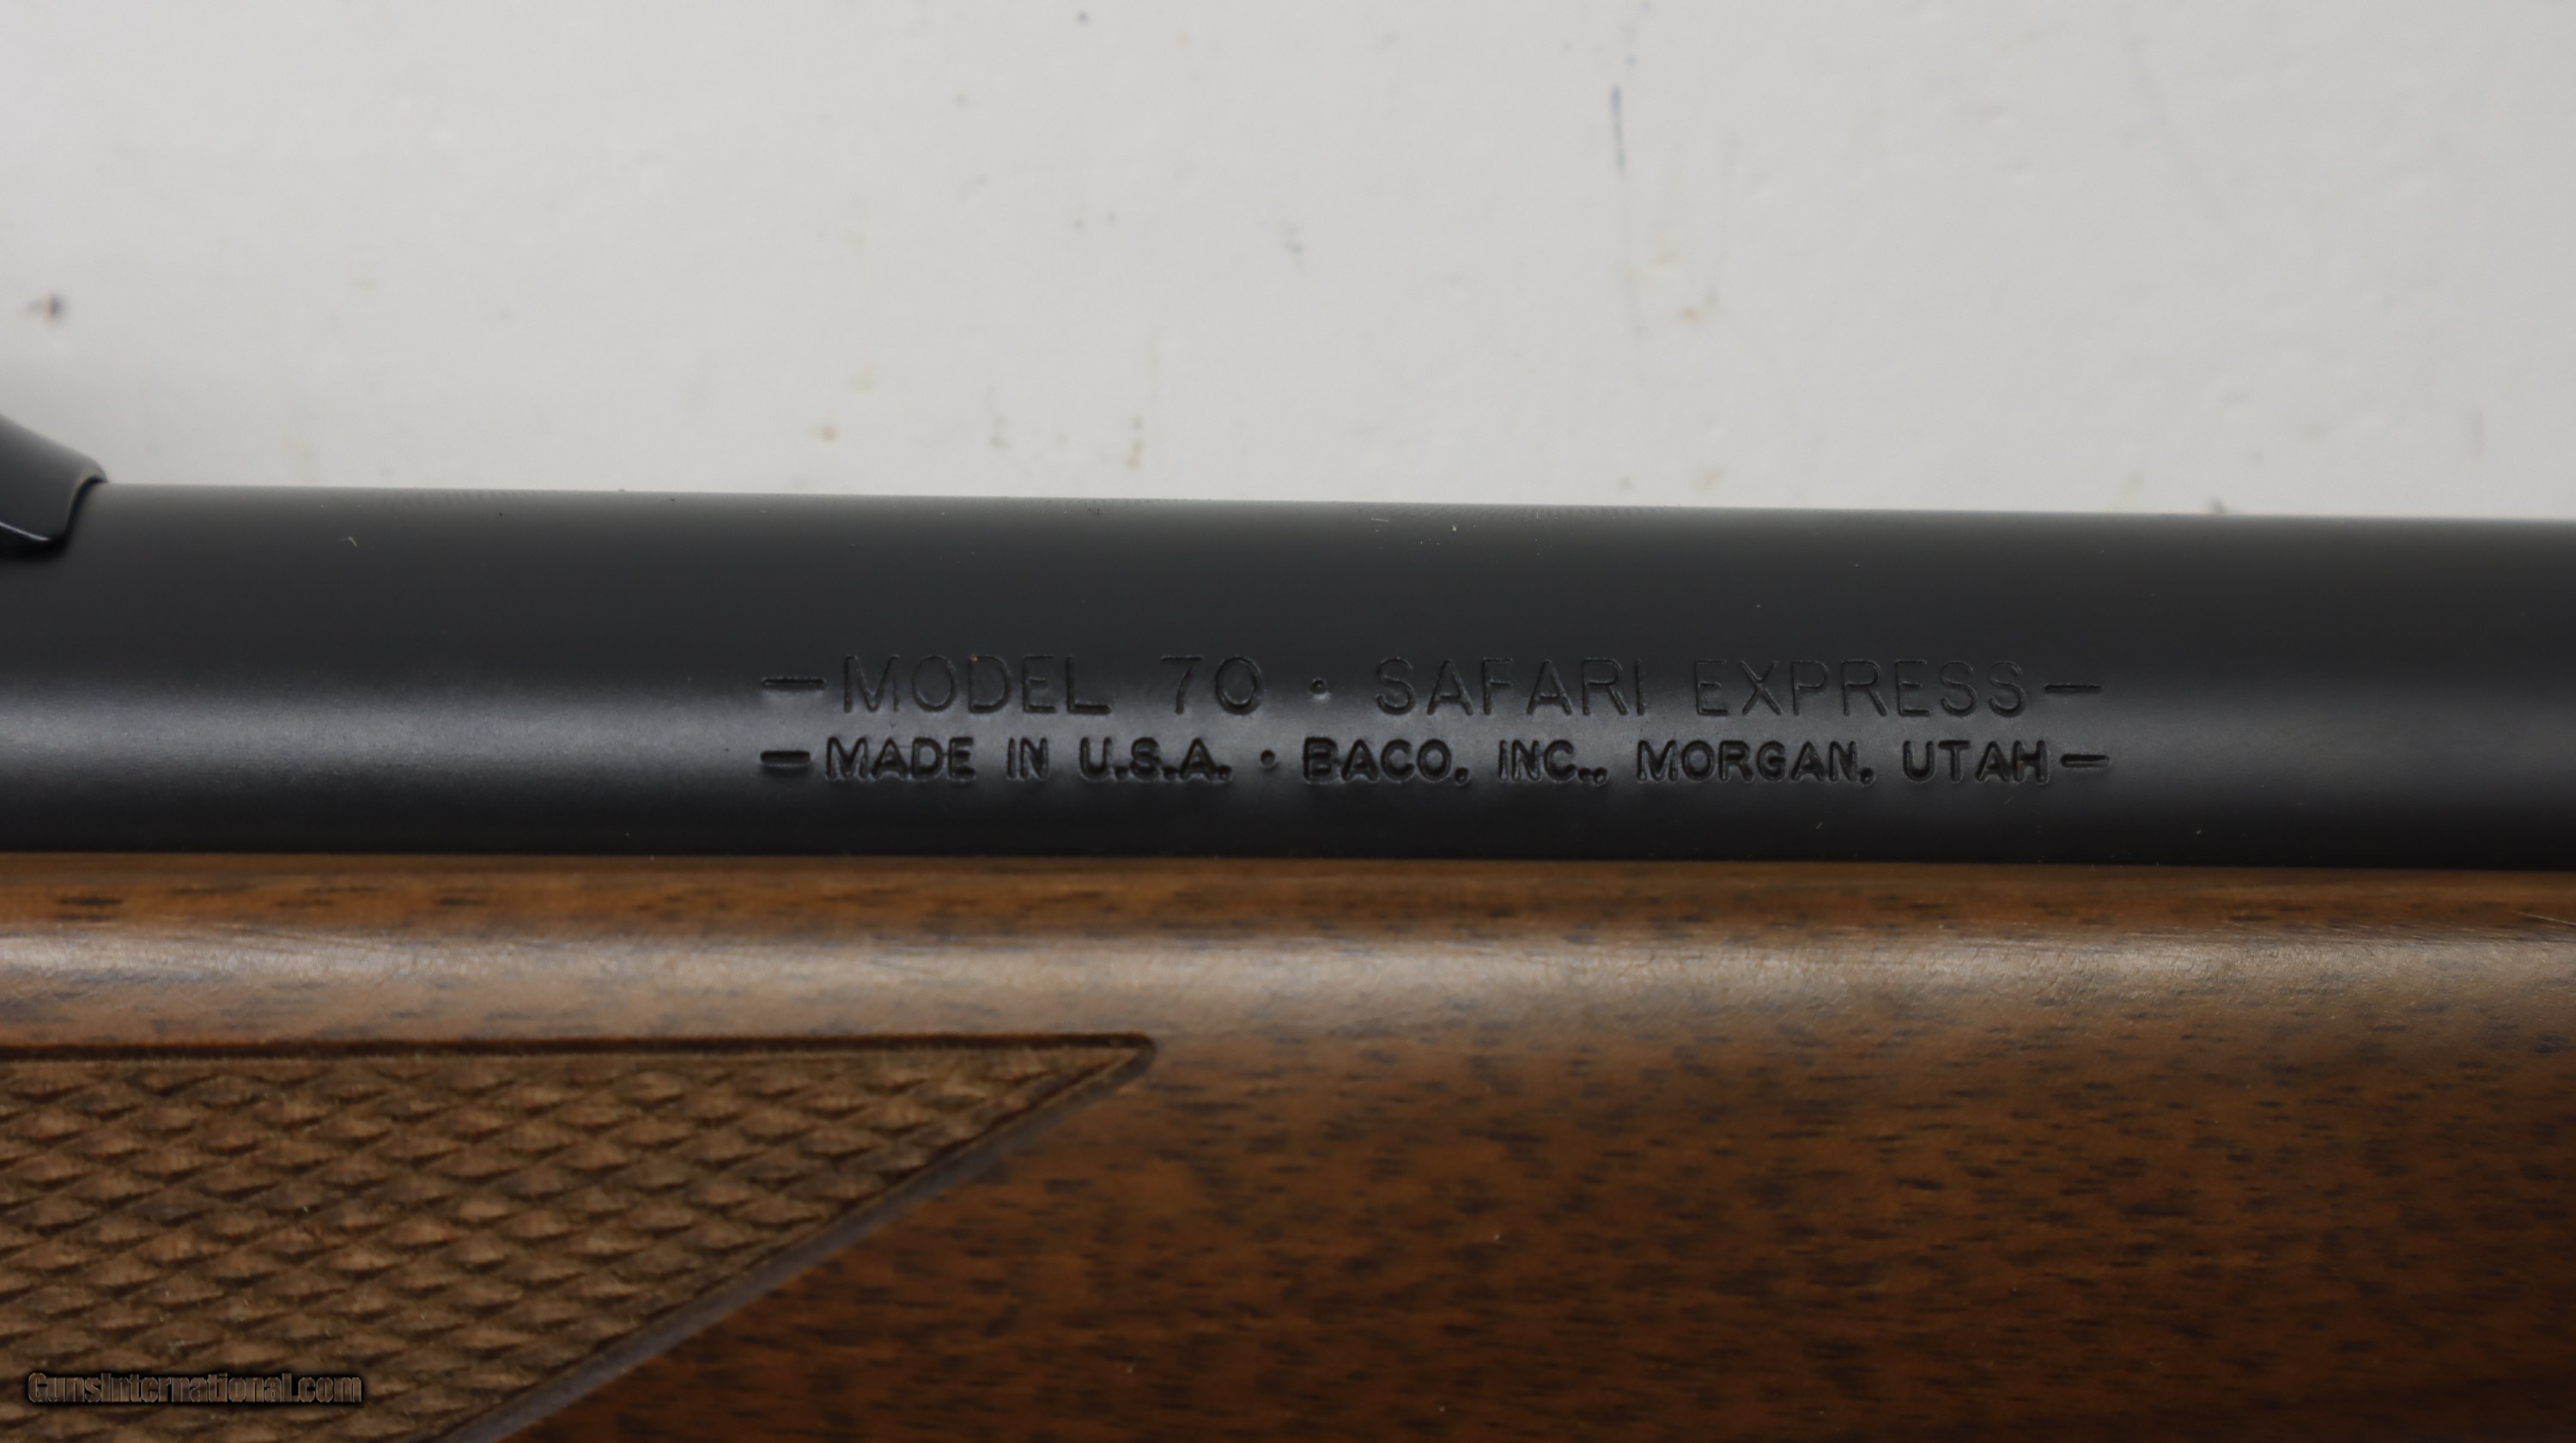 —MODEL 70 • SAFARI EXPRESS—
—MADE IN U.S.A. • BACO, INC., MORGAN, UTAH—
GunsInternational.com